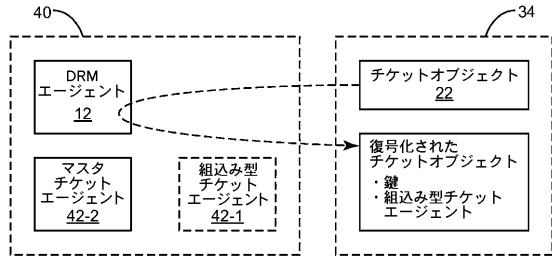 40
34
DRM
エージェント
12
チケットオブジェクト
22
マスタ
チケット
エージェント
42-2
組込み型
チケット
エージェント
42-1
復号化された
チケットオブジェクト
・鍵
・組込み型チケット
エージェント